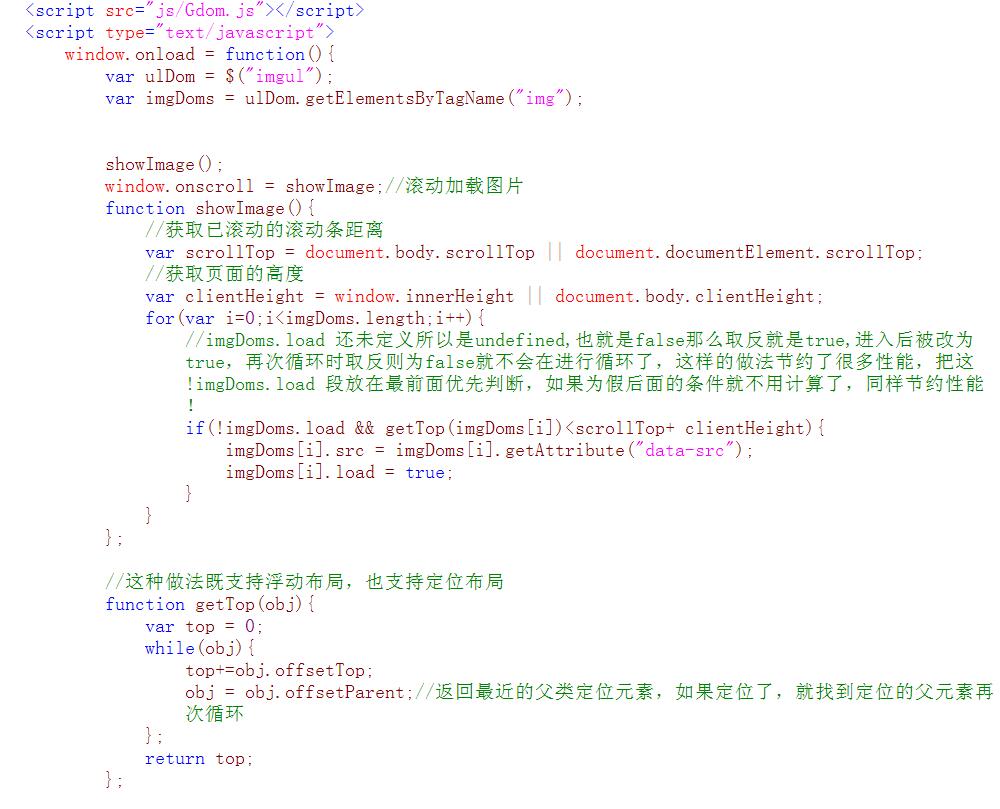 <script src="js/Gdom.js"></script>
<script type="text/javascript">
window.onload = function(){
var ulDom = $("imgul");
var imgDoms = ulDom.getElementsByTagName("img");
showImage();
window.onscroll = showImage;//滚动加载图片
function showImage(){
//获取已滚动的滚动条距离
var scrollTop = document.body.scrollTop || document.documentElement.scrollTop;
//获取页面的高度
var clientHeight = window.innerHeight || document.body.clientHeight;
for(var i=0;i<imgDoms.length;i++){
//imgDoms.load 还未定义所以是undefined,也就是false那么取反就是true,进入后被改为
true，再次循环时取反则为false就不会在进行循环了，这样的做法节约了很多性能，把这
!imgDoms.load 段放在最前面优先判断，如果为假后面的条件就不用计算了，同样节约性能
！
if(!imgDoms.load && getTop(imgDoms[i])<scrollTop+ clientHeight){
imgDoms[i].src = imgDoms[i].getAttribute("data-src");
imgDoms[i].load = true;
}
}
};
//这种做法既支持浮动布局，也支持定位布局
function getTop(obj){
var top = 0;
while(obj){
top+=obj.offsetTop;
obj = obj.offsetParent;//返回最近的父类定位元素，如果定位了，就找到定位的父元素再
次循环
};
return top;
};